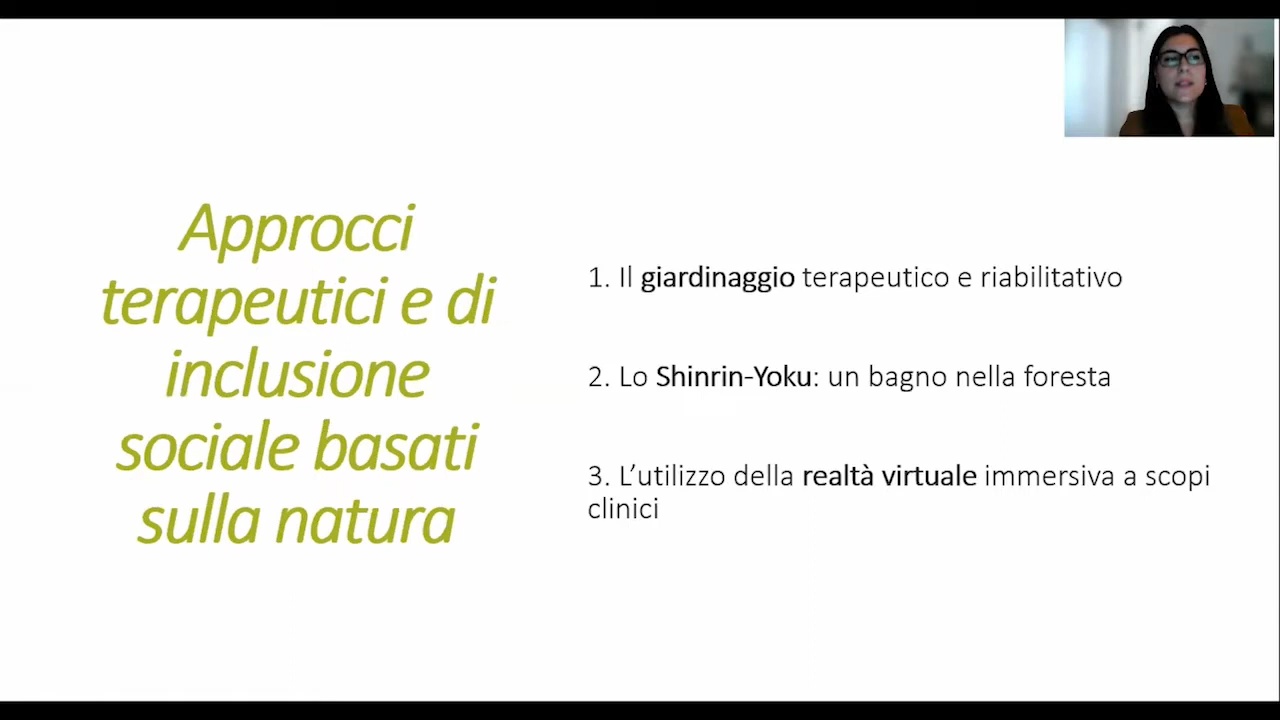 Approcci
terapeutici e di
inclusione
sociale basati
sulla natura
1. Il giardinaggio terapeutico e riabilitativo
2. Lo Shinrin-Yoku: un bagno nella foresta
3. L’utilizzo della realtà virtuale immersiva a scopi
clinici